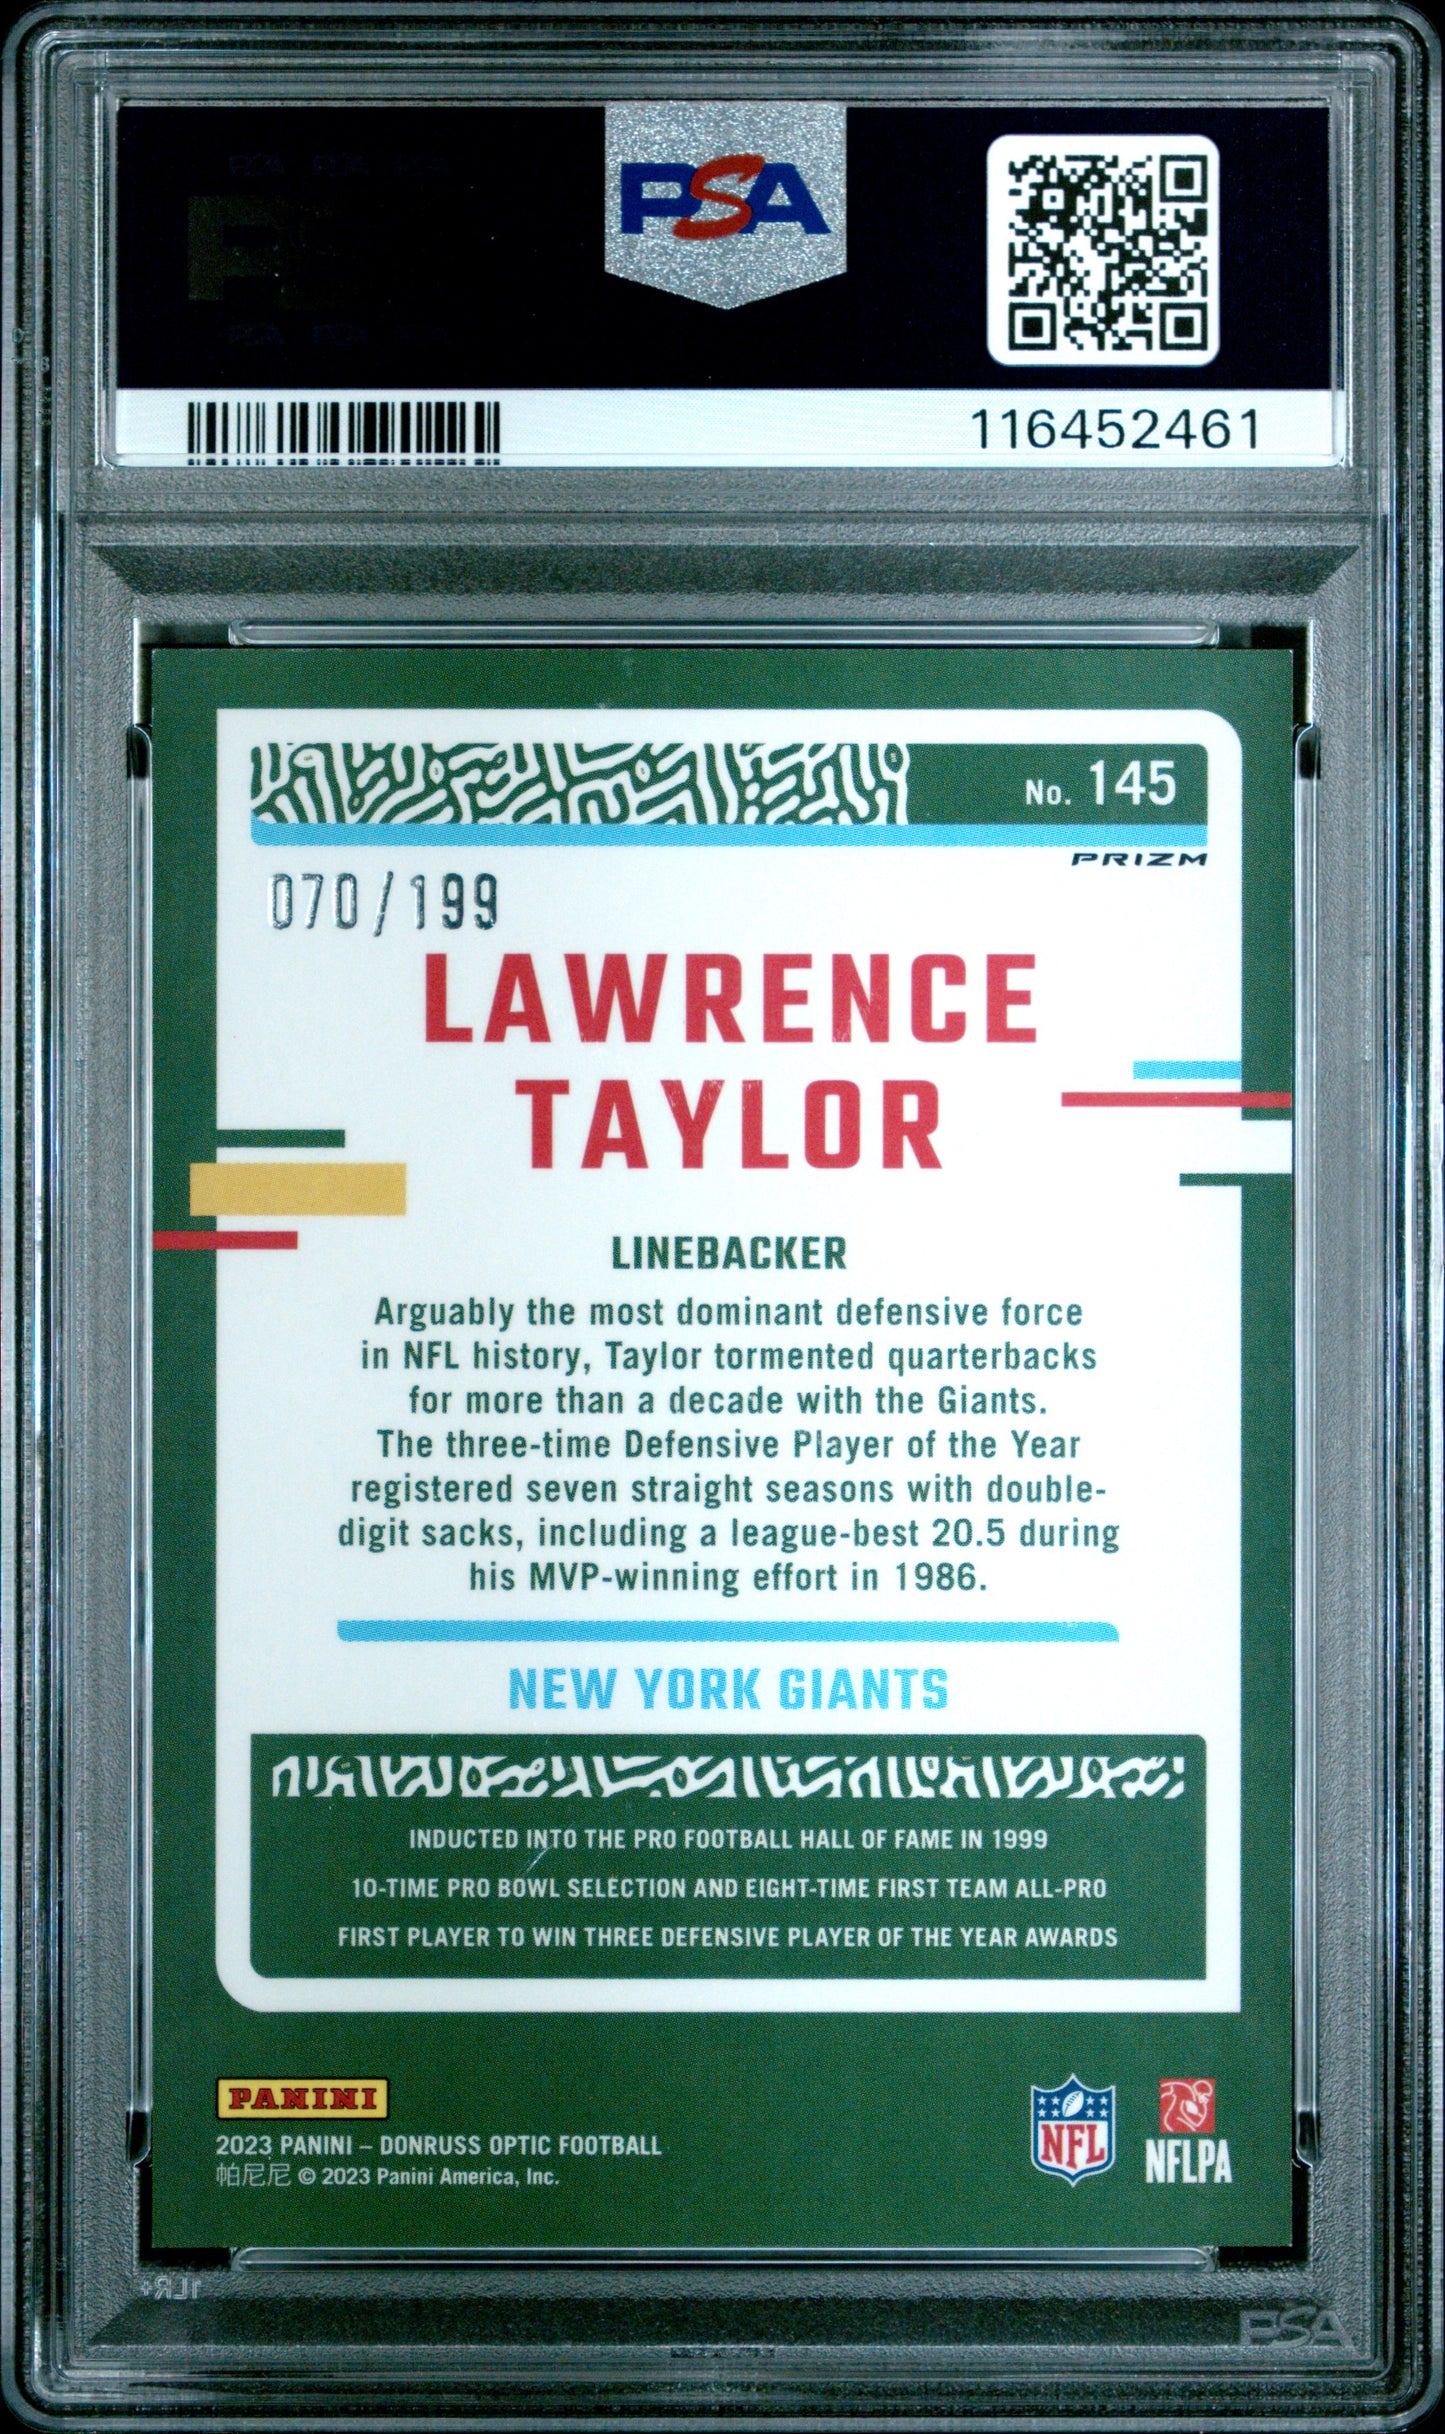 PSA
116452461
No. 145
PRIZM
070/199
LAWRENCE
TAYLOR
LINEBACKER
Arguably the most dominant defensive force
in NFL history, Taylor tormented quarterbacks
for more than a decade with the Giants.
The three-time Defensive Player of the Year
registered seven straight seasons with double-
digit sacks, including a league-best 20.5 during
his MVP-winning effort in 1986.
NEW YORK GIANTS
INDUCTED INTO THE PRO FOOTBALL HALL OF FAME IN 1999
10-TIME PRO BOWL SELECTION AND EIGHT-TIME FIRST TEAM ALL-PRO
FIRST PLAYER TO WIN THREE DEFENSIVE PLAYER OF THE YEAR AWARDS
PANINI
2023 PANINI – DONRUSS OPTIC FOOTBALL
帕尼尼 © 2023 Panini America, Inc.
NFL
NFLPA
PSA